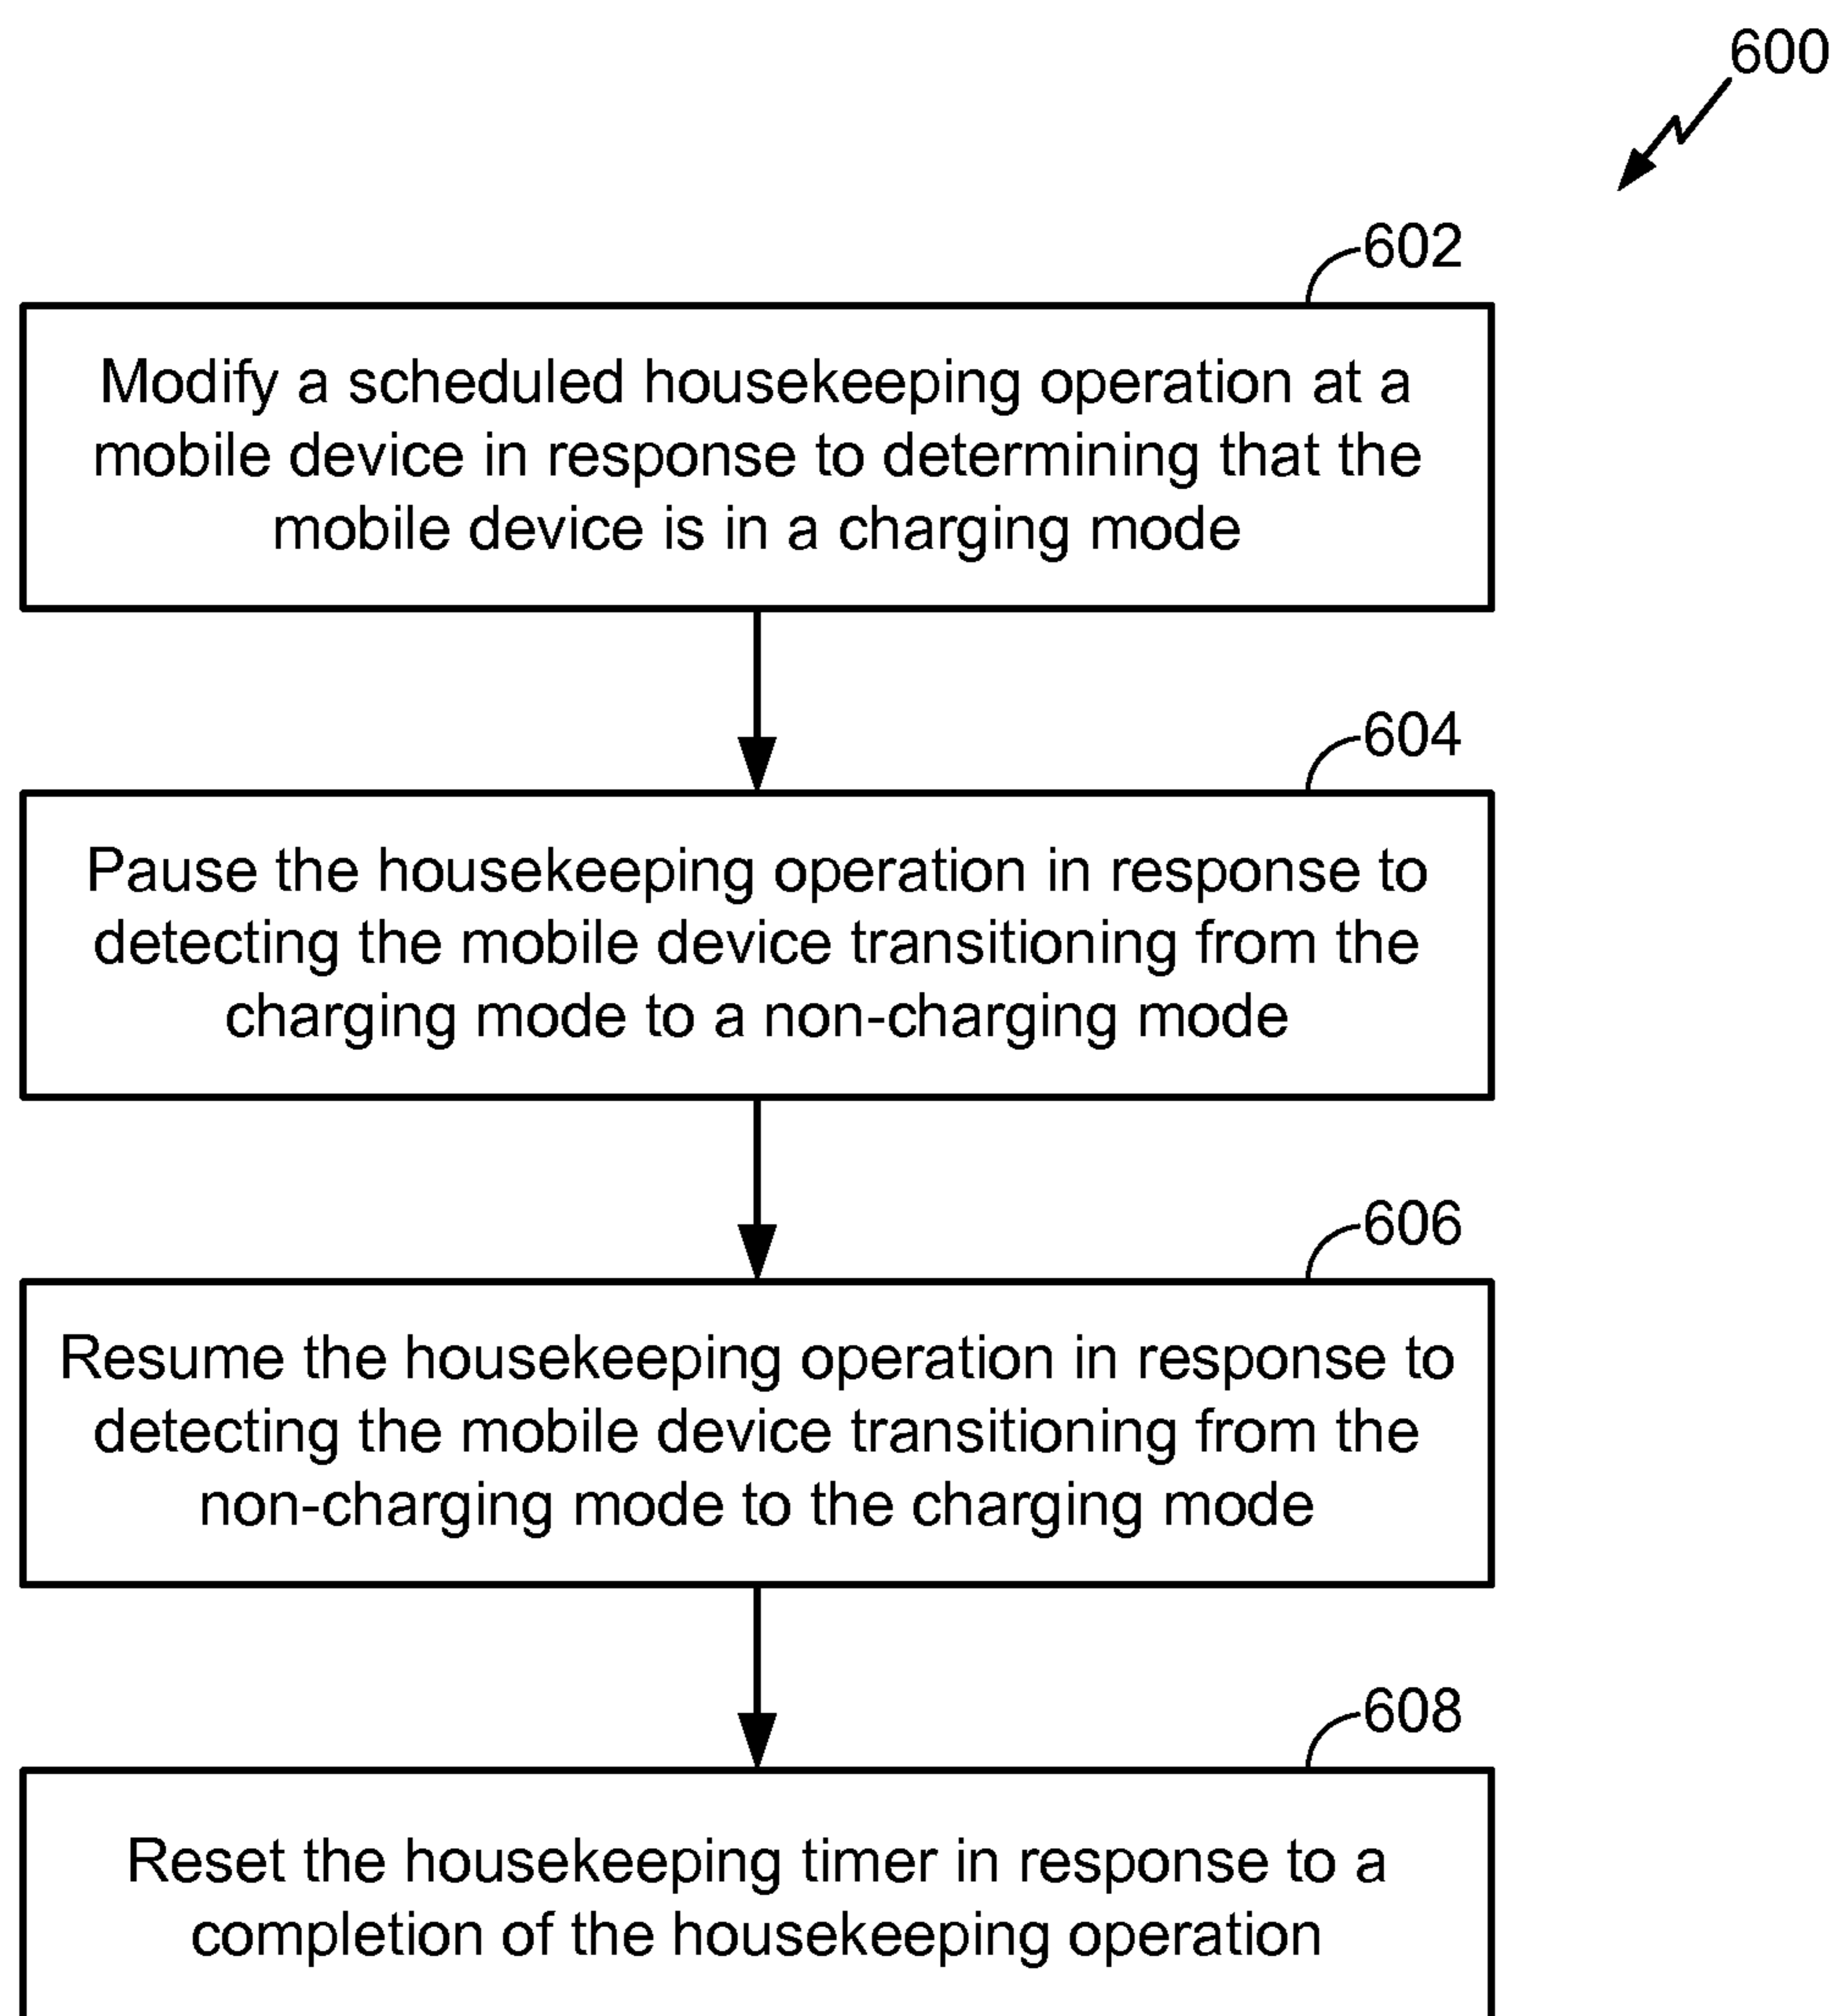 600
602
Modify a scheduled housekeeping operation at a
mobile device in response to determining that the
mobile device is in a charging mode
604
Pause the housekeeping operation in response to
detecting the mobile device transitioning from the
charging mode to a non-charging mode
606
Resume the housekeeping operation in response to
detecting the mobile device transitioning from the
non-charging mode to the charging mode
608
Reset the housekeeping timer in response to a
completion of the housekeeping operation